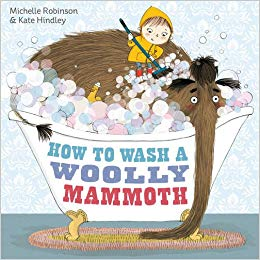 Michelle Robinson
& Kate Hindley
HOW TO WASH A
WOOLLY
MAMMOTH